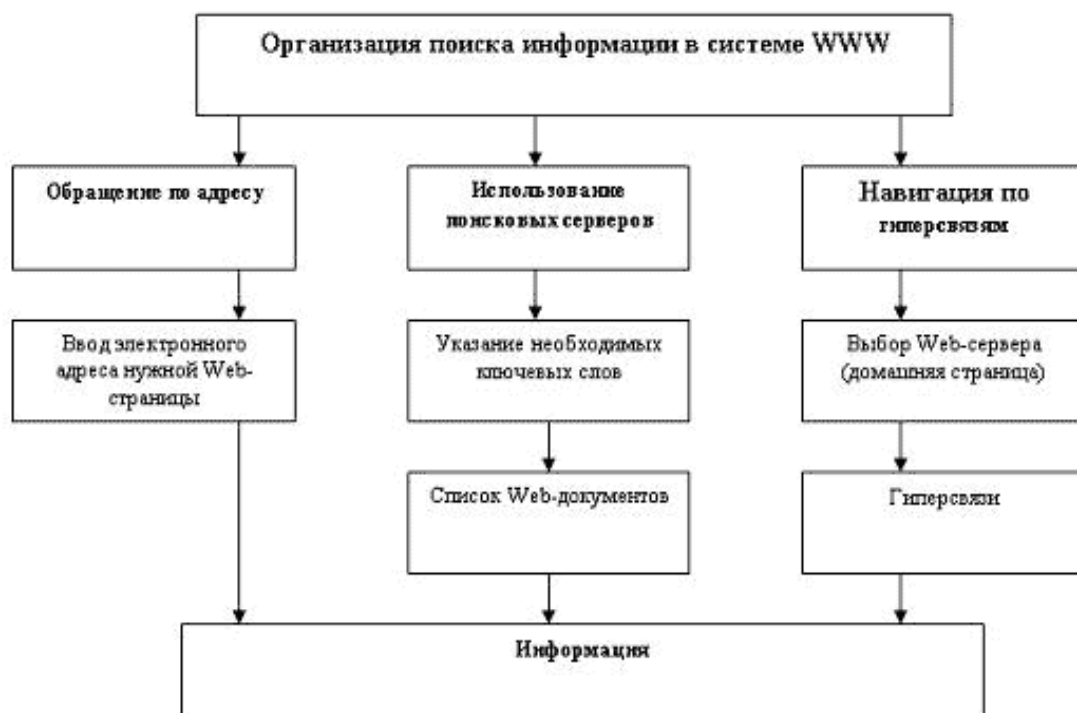 Организация поиска информации в системе WWW
Обращение по адресу
Использование
поисковых серверов
Навигация по
гиперсвязям
Ввод электронного
адреса нужной Web-
страницы
Указание необходимых
ключевых слов
Выбор Web-сервера
(домашняя страница)
Список Web-документов
Гиперсвязи
Информация